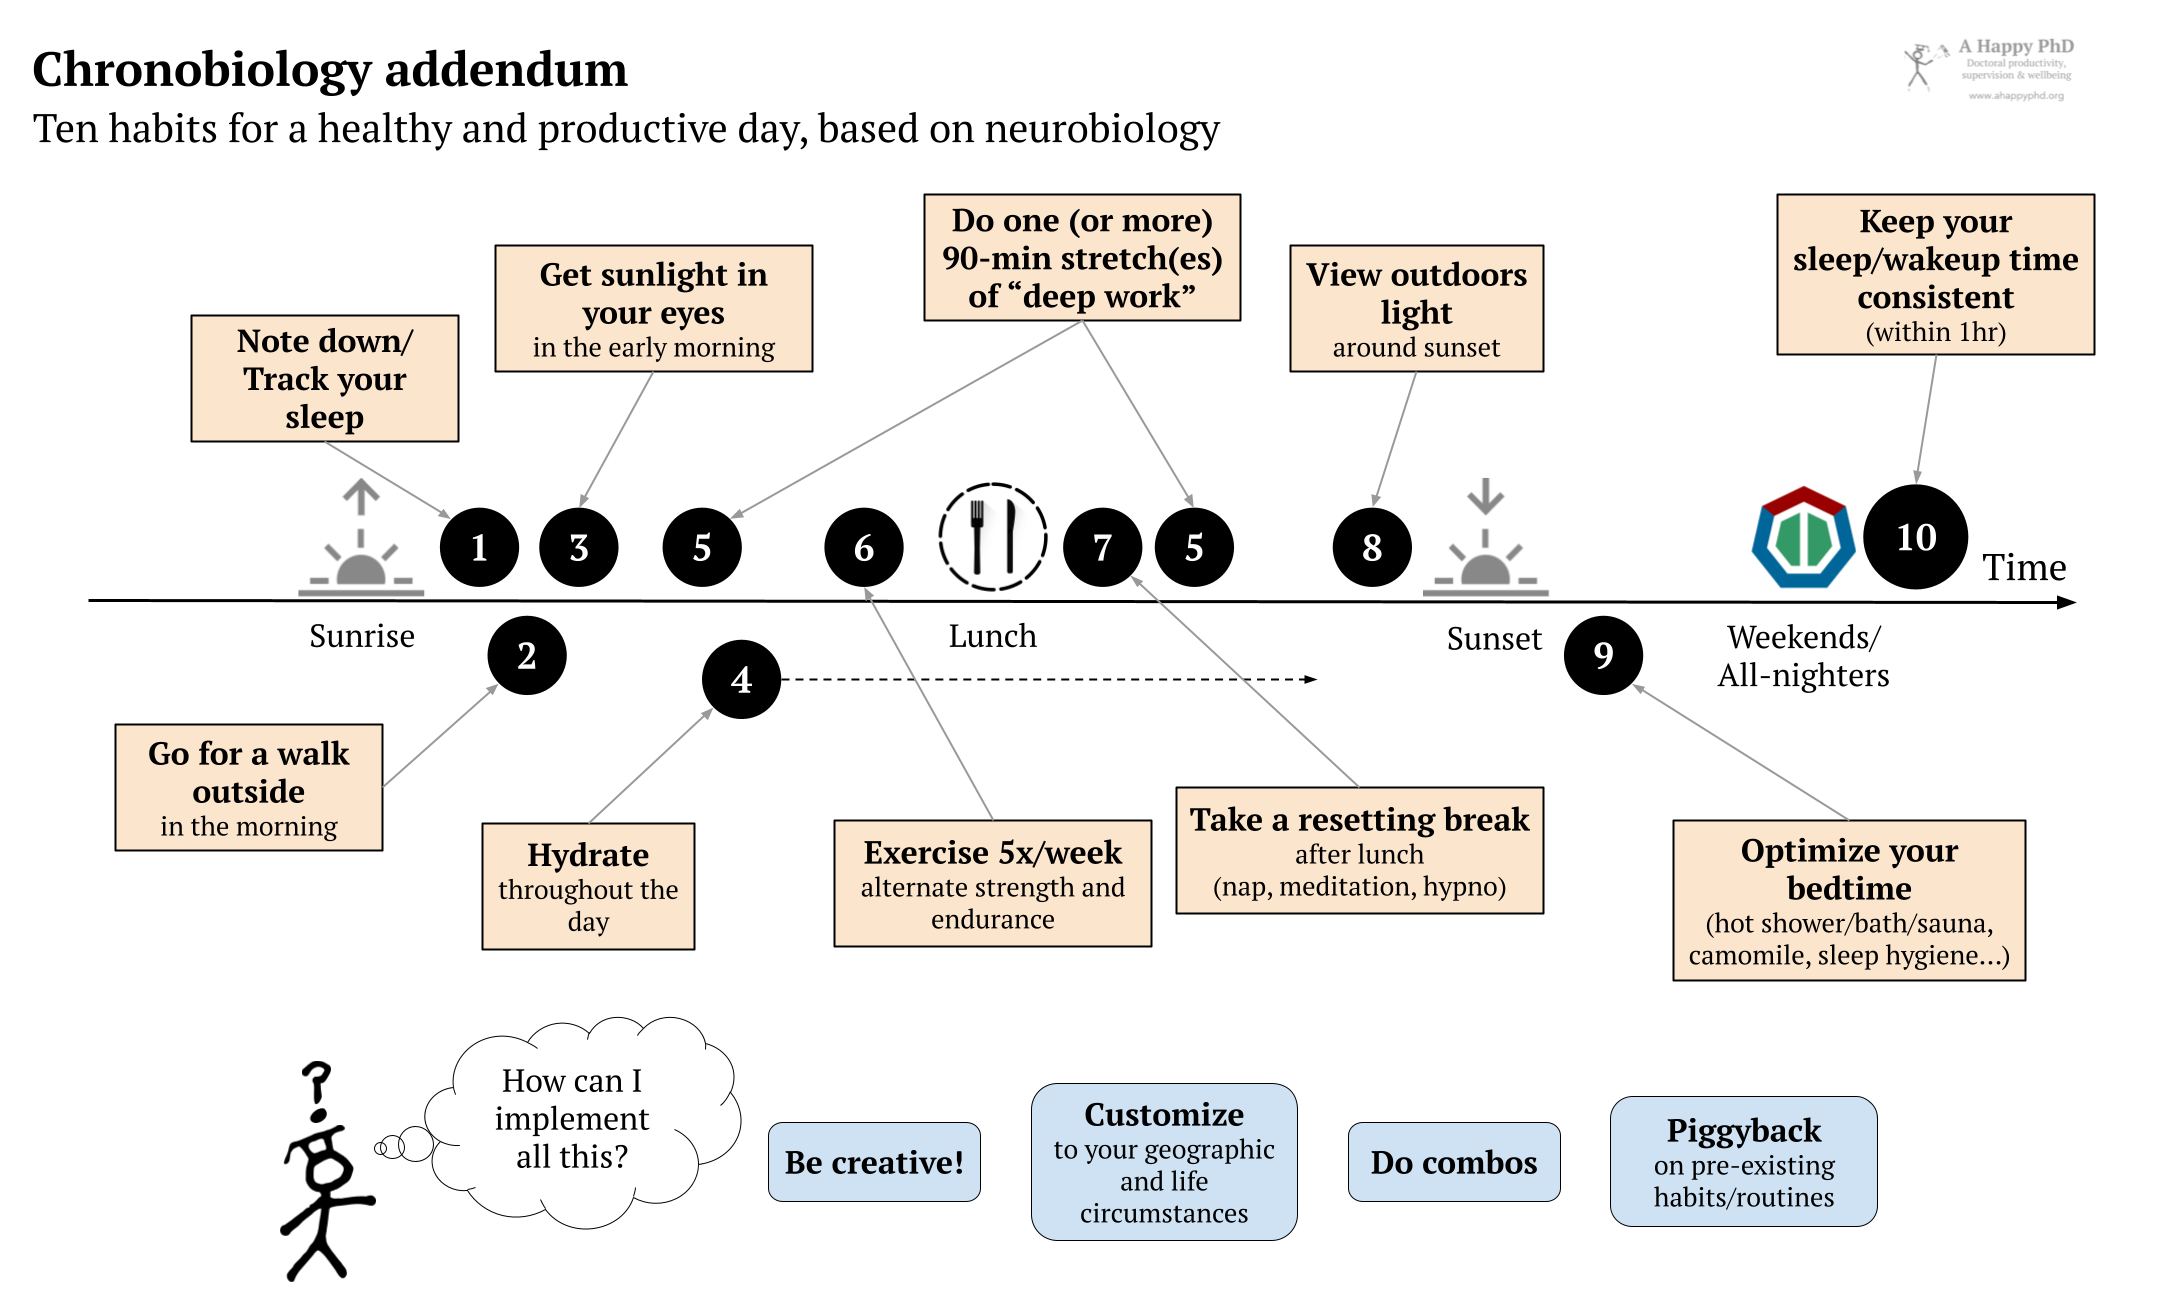 Chronobiology addendum
Ten habits for a healthy and productive day, based on neurobiology
A Happy PhD
Doctoral productivity,
supervision & wellbeing
www.ahappyphd.org
Note down/
Track your
sleep
Get sunlight in
your eyes
in the early morning
Do one (or more)
90-min stretch(es)
of “deep work”
View outdoors
light
around sunset
Keep your
sleep/wakeup time
consistent
(within 1hr)
1
3
5
6
7
5
8
10
Time
Sunrise
2
4
Lunch
Sunset
9
Weekends/
All-nighters
Go for a walk
outside
in the morning
Hydrate
throughout the
day
Exercise 5x/week
alternate strength and
endurance
Take a resetting break
after lunch
(nap, meditation, hypno)
Optimize your
bedtime
(hot shower/bath/sauna,
camomile, sleep hygiene...)
?
How can I
implement
all this?
Be creative!
Customize
to your geographic
and life
circumstances
Do combos
Piggyback
on pre-existing
habits/routines